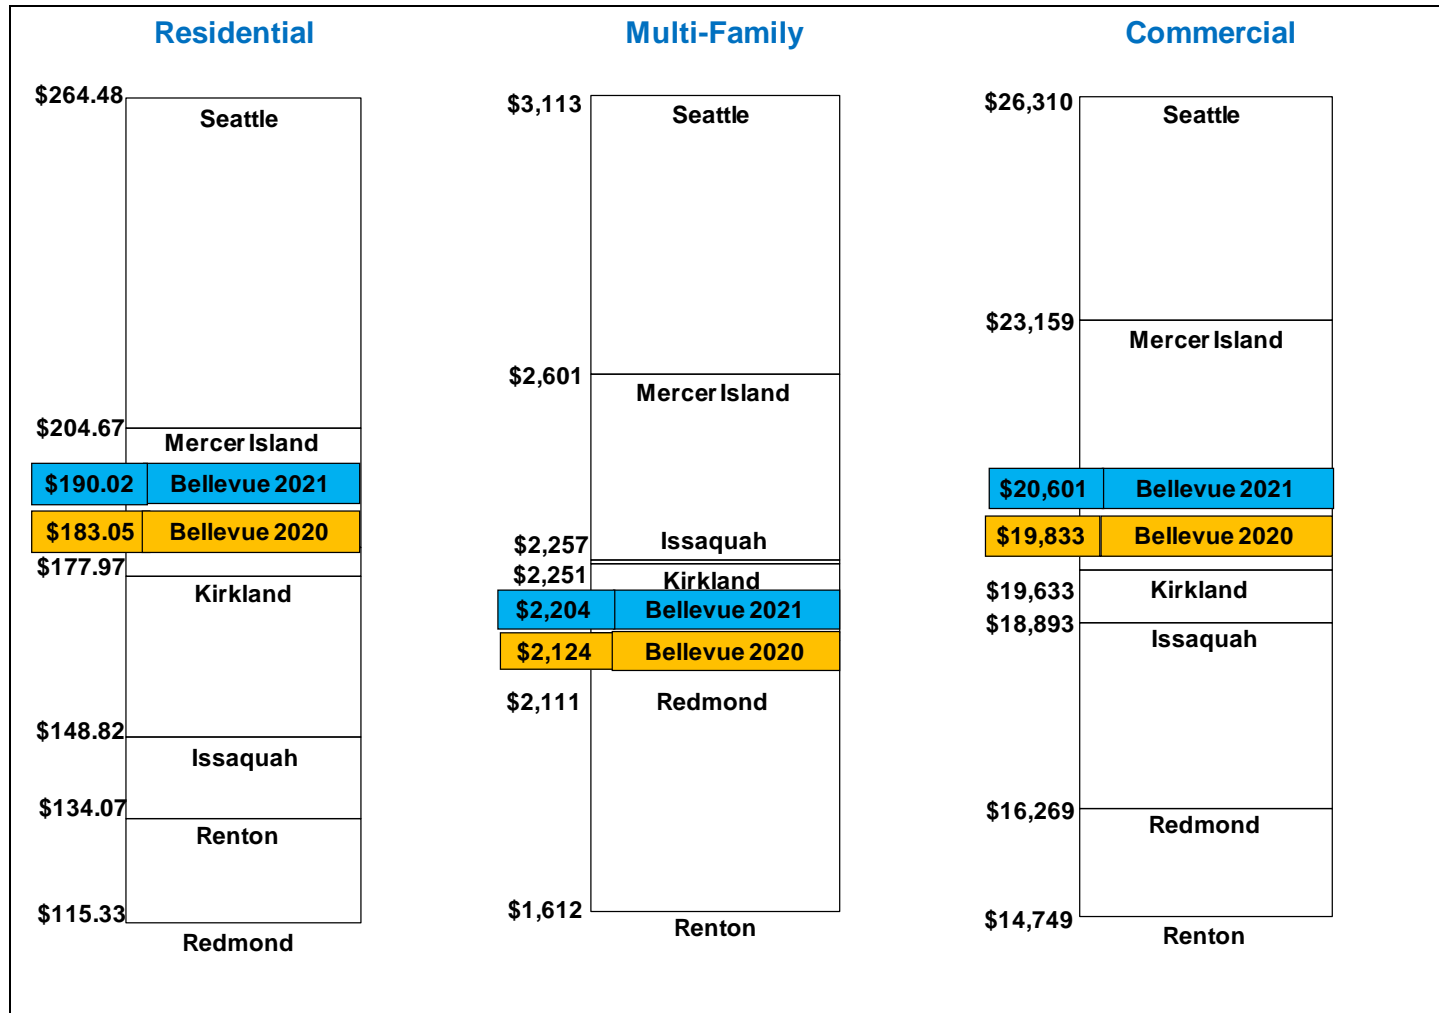 Residential
$264.48
Seattle
$204.67
Mercer Island
$190.02 Bellevue 2021
$183.05 Bellevue 2020
$177.97
Kirkland
$148.82
Issaquah
$134.07
Renton
$115.33
Redmond
Multi-Family
$3,113
Seattle
$2,601
Mercer Island
$2,257
Issaquah
$2,251
Kirkland
$2,204 Bellevue 2021
$2,124 Bellevue 2020
$2,111 Redmond
$1,612
Renton
Commercial
$26,310
Seattle
$23,159
Mercer Island
$20,601 Bellevue 2021
$19,833 Bellevue 2020
$19,633 Kirkland
$18,893
Issaquah
$16,269
Redmond
$14,749
Renton